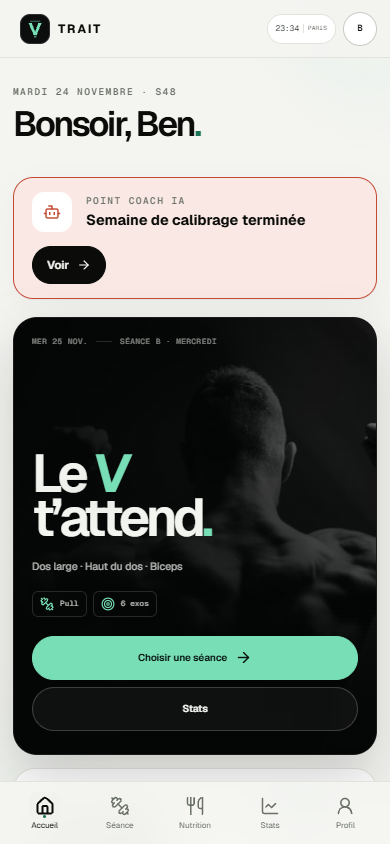 V TRAIT
23:34 PARIS
B
MARDI 24 NOVEMBRE · S48
Bonsoir, Ben.
POINT COACH IA
Semaine de calibrage terminée
Voir
MER 25 NOV. — SÉANCE B · MERCREDI
Le V
t'attend.
Dos large · Haut du dos · Biceps
Pull
6 exos
Choisir une séance
Stats
Accueil
Séance
Nutrition
Stats
Profil